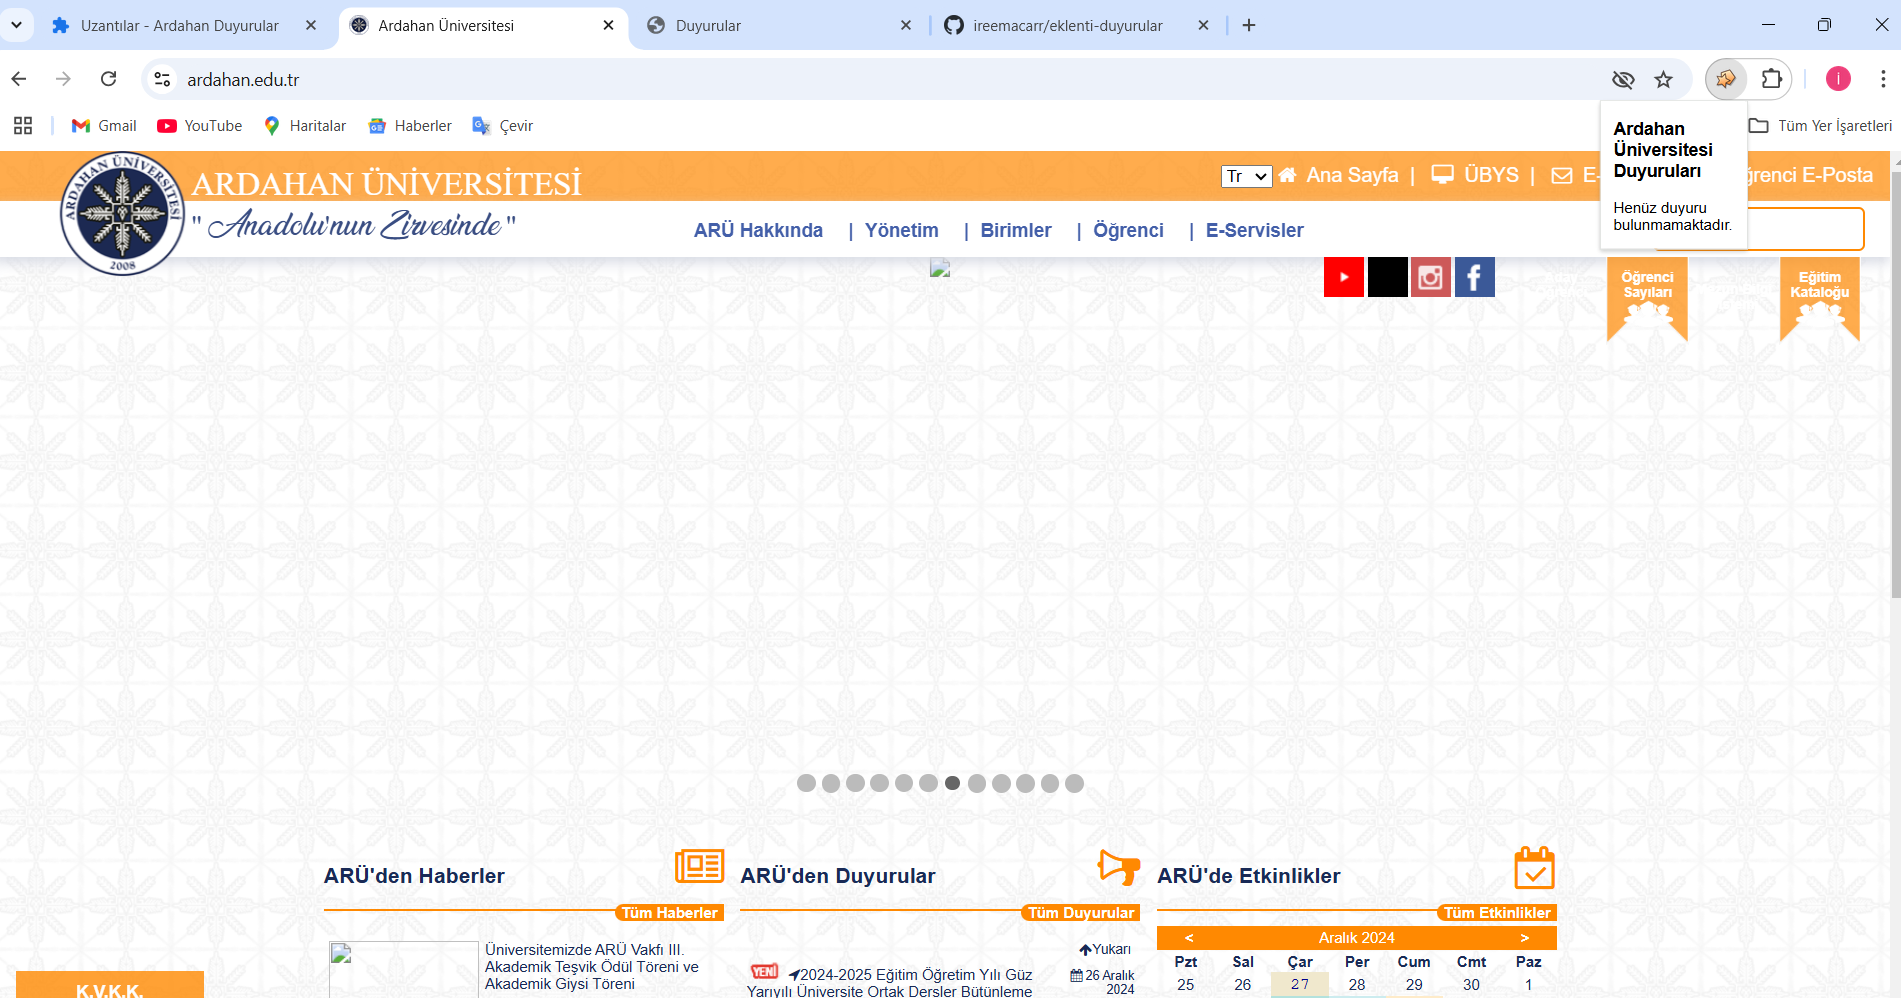 Uzantılar - Ardahan Duyurular
Ardahan Üniversitesi
Duyurular
ireemacarr/eklenti-duyurular
ardahan.edu.tr
i
Gmail
YouTube
Haritalar
Haberler
Çevir
Tüm Yer İşaretleri
Ardahan
Üniversitesi
Duyuruları
Henüz duyuru
bulunmamaktadır.
ARDAHAN ÜNİVERSİTESİ
2008
ARDAHAN ÜNİVERSİTESİ
" Anadolu'nun Zirvesinde "
Tr
Ana Sayfa |
ÜBYS |
E-
ğrenci E-Posta
ARÜ Hakkında | Yönetim | Birimler | Öğrenci | E-Servisler
Öğrenci
Sayıları
Eğitim
Kataloğu
ARÜ'den Haberler
Tüm Haberler
Üniversitemizde ARÜ Vakfı III.
Akademik Teşvik Ödül Töreni ve
Akademik Giysi Töreni
ARÜ'den Duyurular
Tüm Duyurular
Yukarı
YENİ
2024-2025 Eğitim Öğretim Yılı Güz
Yarıyılı Üniversite Ortak Dersler Bütünleme
26 Aralık
2024
ARÜ'de Etkinlikler
Tüm Etkinlikler
< Aralık 2024 >
Pzt Sal Çar Per Cum Cmt Paz
25 26 27 28 29 30 1
K.V.K.K.